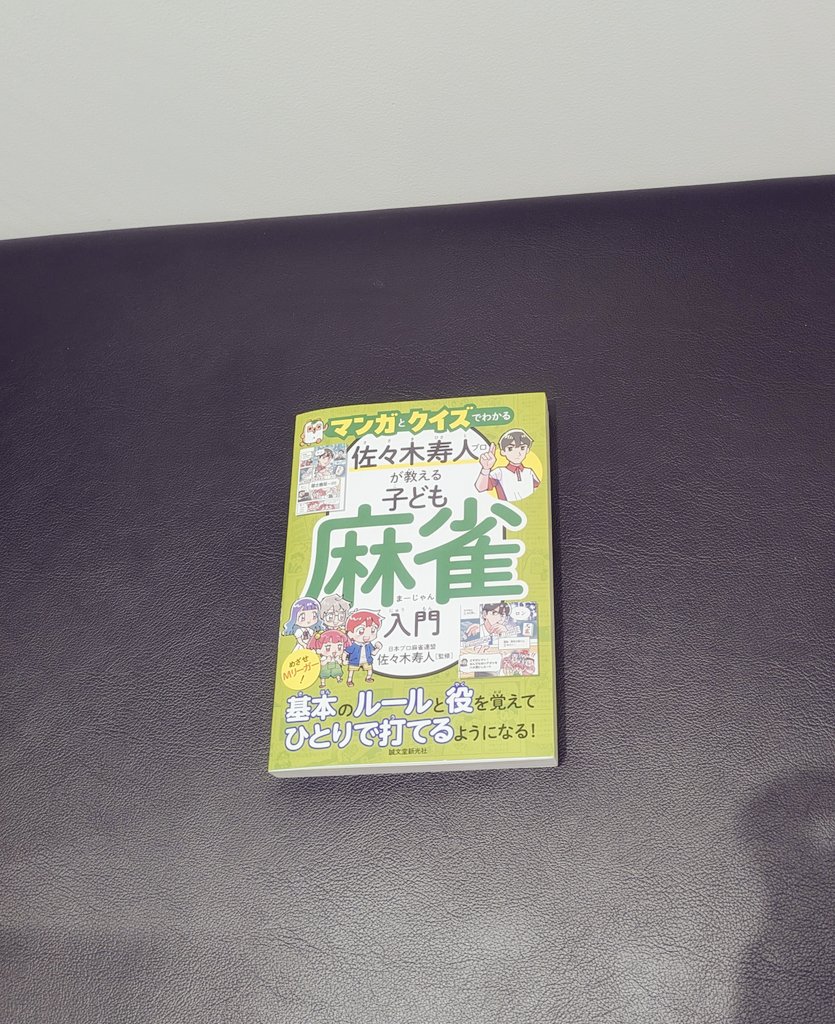 マンガとクイズでわかる
佐々木寿人プロ
が教える
子ども
麻雀
まーじゃん
入門
日本プロ麻雀連盟
佐々木寿人[監修]
めざせ
Mリーガー!
ロン
基本のルールと役を覚えて
ひとりで打てるようになる!
誠文堂新光社